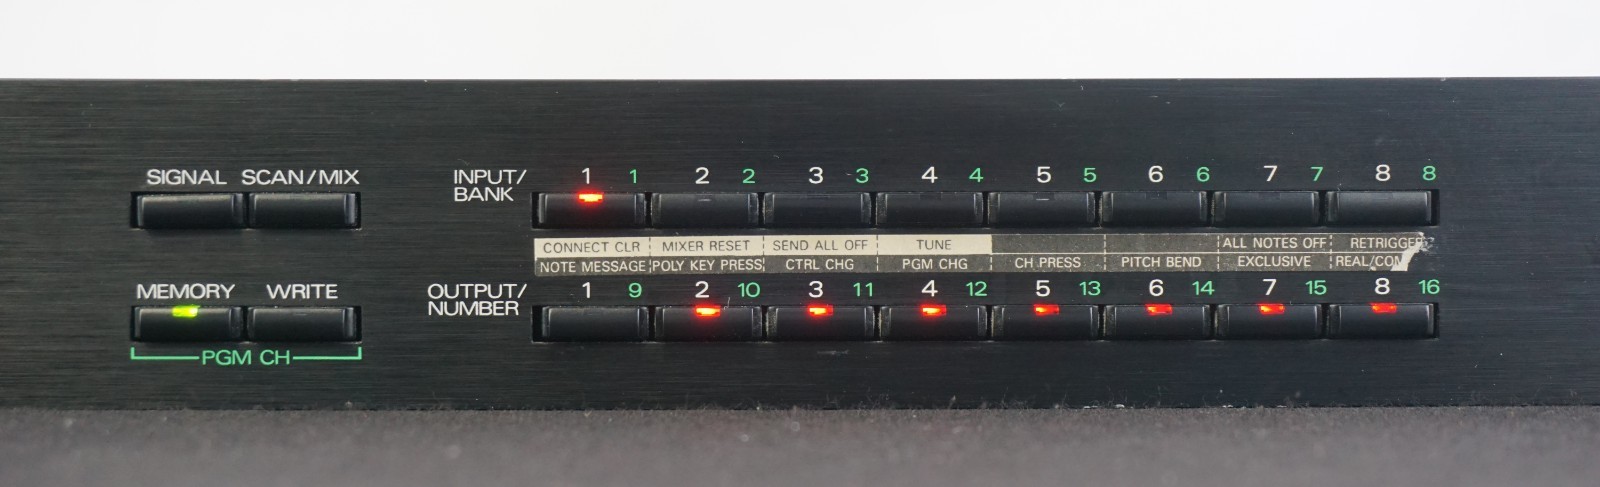 SIGNAL SCAN/MIX
INPUT/
BANK
1 1 2 2 3 3 4 4 5 5 6 6 7 7 8 8
CONNECT CLR MIXER RESET SEND ALL OFF TUNE ALL NOTES OFF RETRIGGER
NOTE MESSAGE POLY KEY PRESS CTRL CHG PGM CHG CH PRESS PITCH BEND EXCLUSIVE REAL/COM
MEMORY WRITE
OUTPUT/
NUMBER
1 9 2 10 3 11 4 12 5 13 6 14 7 15 8 16
PGM CH